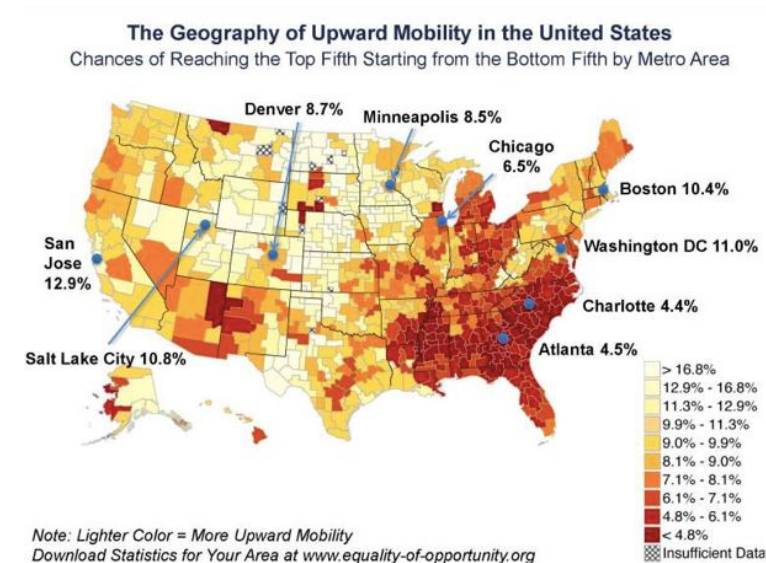 The Geography of Upward Mobility in the United States
Chances of Reaching the Top Fifth Starting from the Bottom Fifth by Metro Area
Denver 8.7%
Minneapolis 8.5%
Chicago
6.5%
Boston 10.4%
San
Jose
12.9%
Washington DC 11.0%
Charlotte 4.4%
Atlanta 4.5%
Salt Lake City 10.8%
> 16.8%
12.9% - 16.8%
11.3% - 12.9%
9.9% - 11.3%
9.0% - 9.9%
8.1% - 9.0%
7.1% - 8.1%
6.1% - 7.1%
4.8% - 6.1%
< 4.8%
Insufficient Data
Note: Lighter Color = More Upward Mobility
Download Statistics for Your Area at www.equality-of-opportunity.org